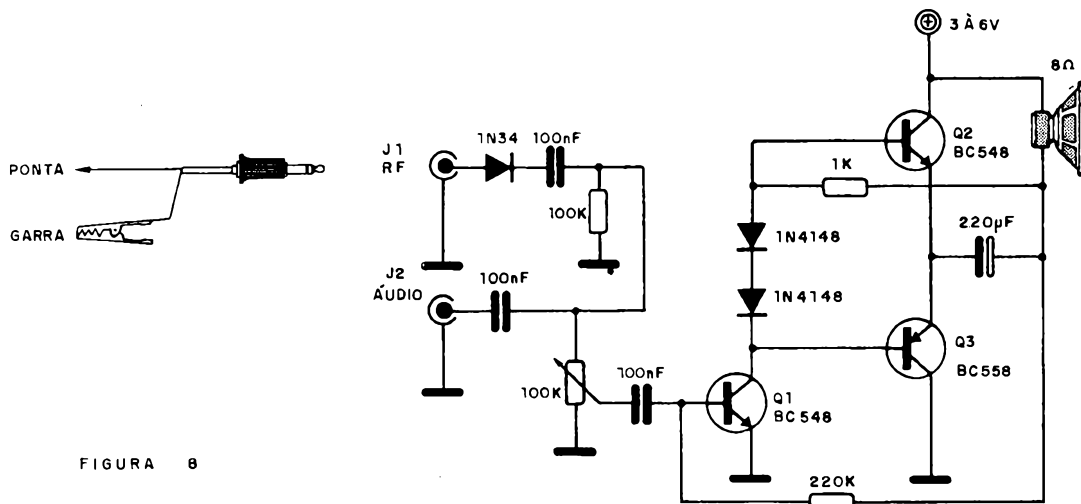 3 À 6V
8Ω
Q2
BC548
1K
220µF
1N4148
1N4148
Q3
BC558
J1
RF
1N34
100nF
100K
J2
ÁUDIO
100nF
100K
100nF
Q1
BC548
220K
PONTA
GARRA
FIGURA 8